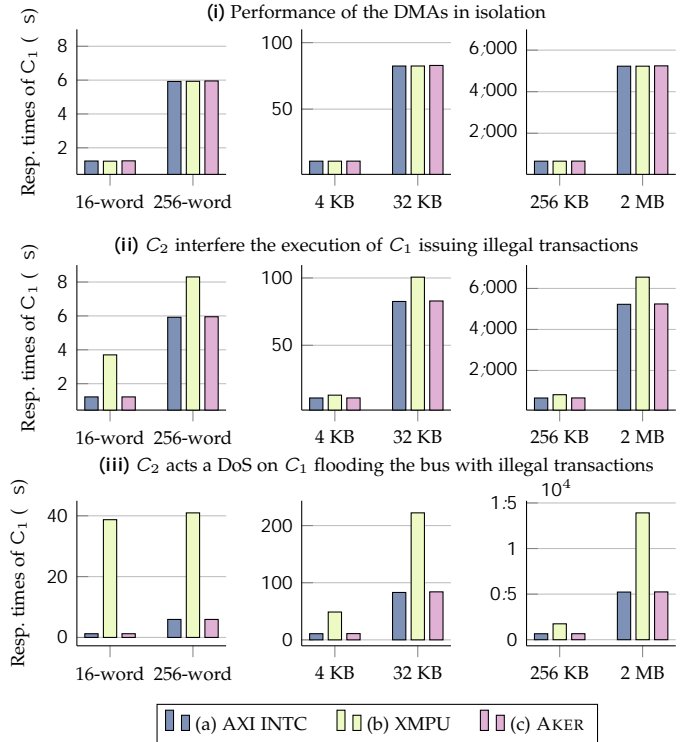 (i) Performance of the DMAs in isolation
Resp. times of C₁ ( s)
8
6
4
2
16-word 256-word
100
50
4 KB 32 KB
6,000
4,000
2,000
256 KB 2 MB
(ii) C₂ interfere the execution of C₁ issuing illegal transactions
Resp. times of C₁ ( s)
8
6
4
2
16-word 256-word
100
50
4 KB 32 KB
6,000
4,000
2,000
256 KB 2 MB
(iii) C₂ acts a DoS on C₁ flooding the bus with illegal transactions
Resp. times of C₁ ( s)
40
20
0
16-word 256-word
200
100
0
4 KB 32 KB
10⁴
1.5
1
0.5
0
256 KB 2 MB
(a) AXI INTC (b) XMPU (c) AKER